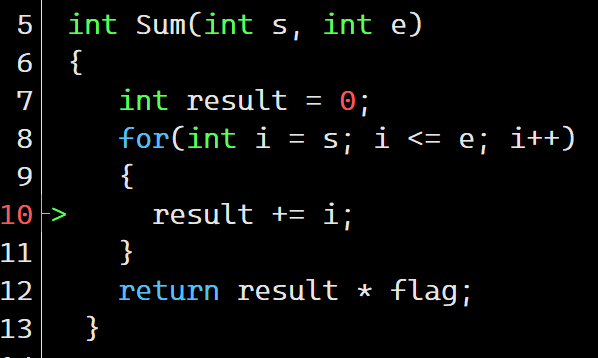 5 int Sum(int s, int e)
6 {
7 int result = 0;
8 for(int i = s; i <= e; i++)
9 {
10-> result += i;
11 }
12 return result * flag;
13 }